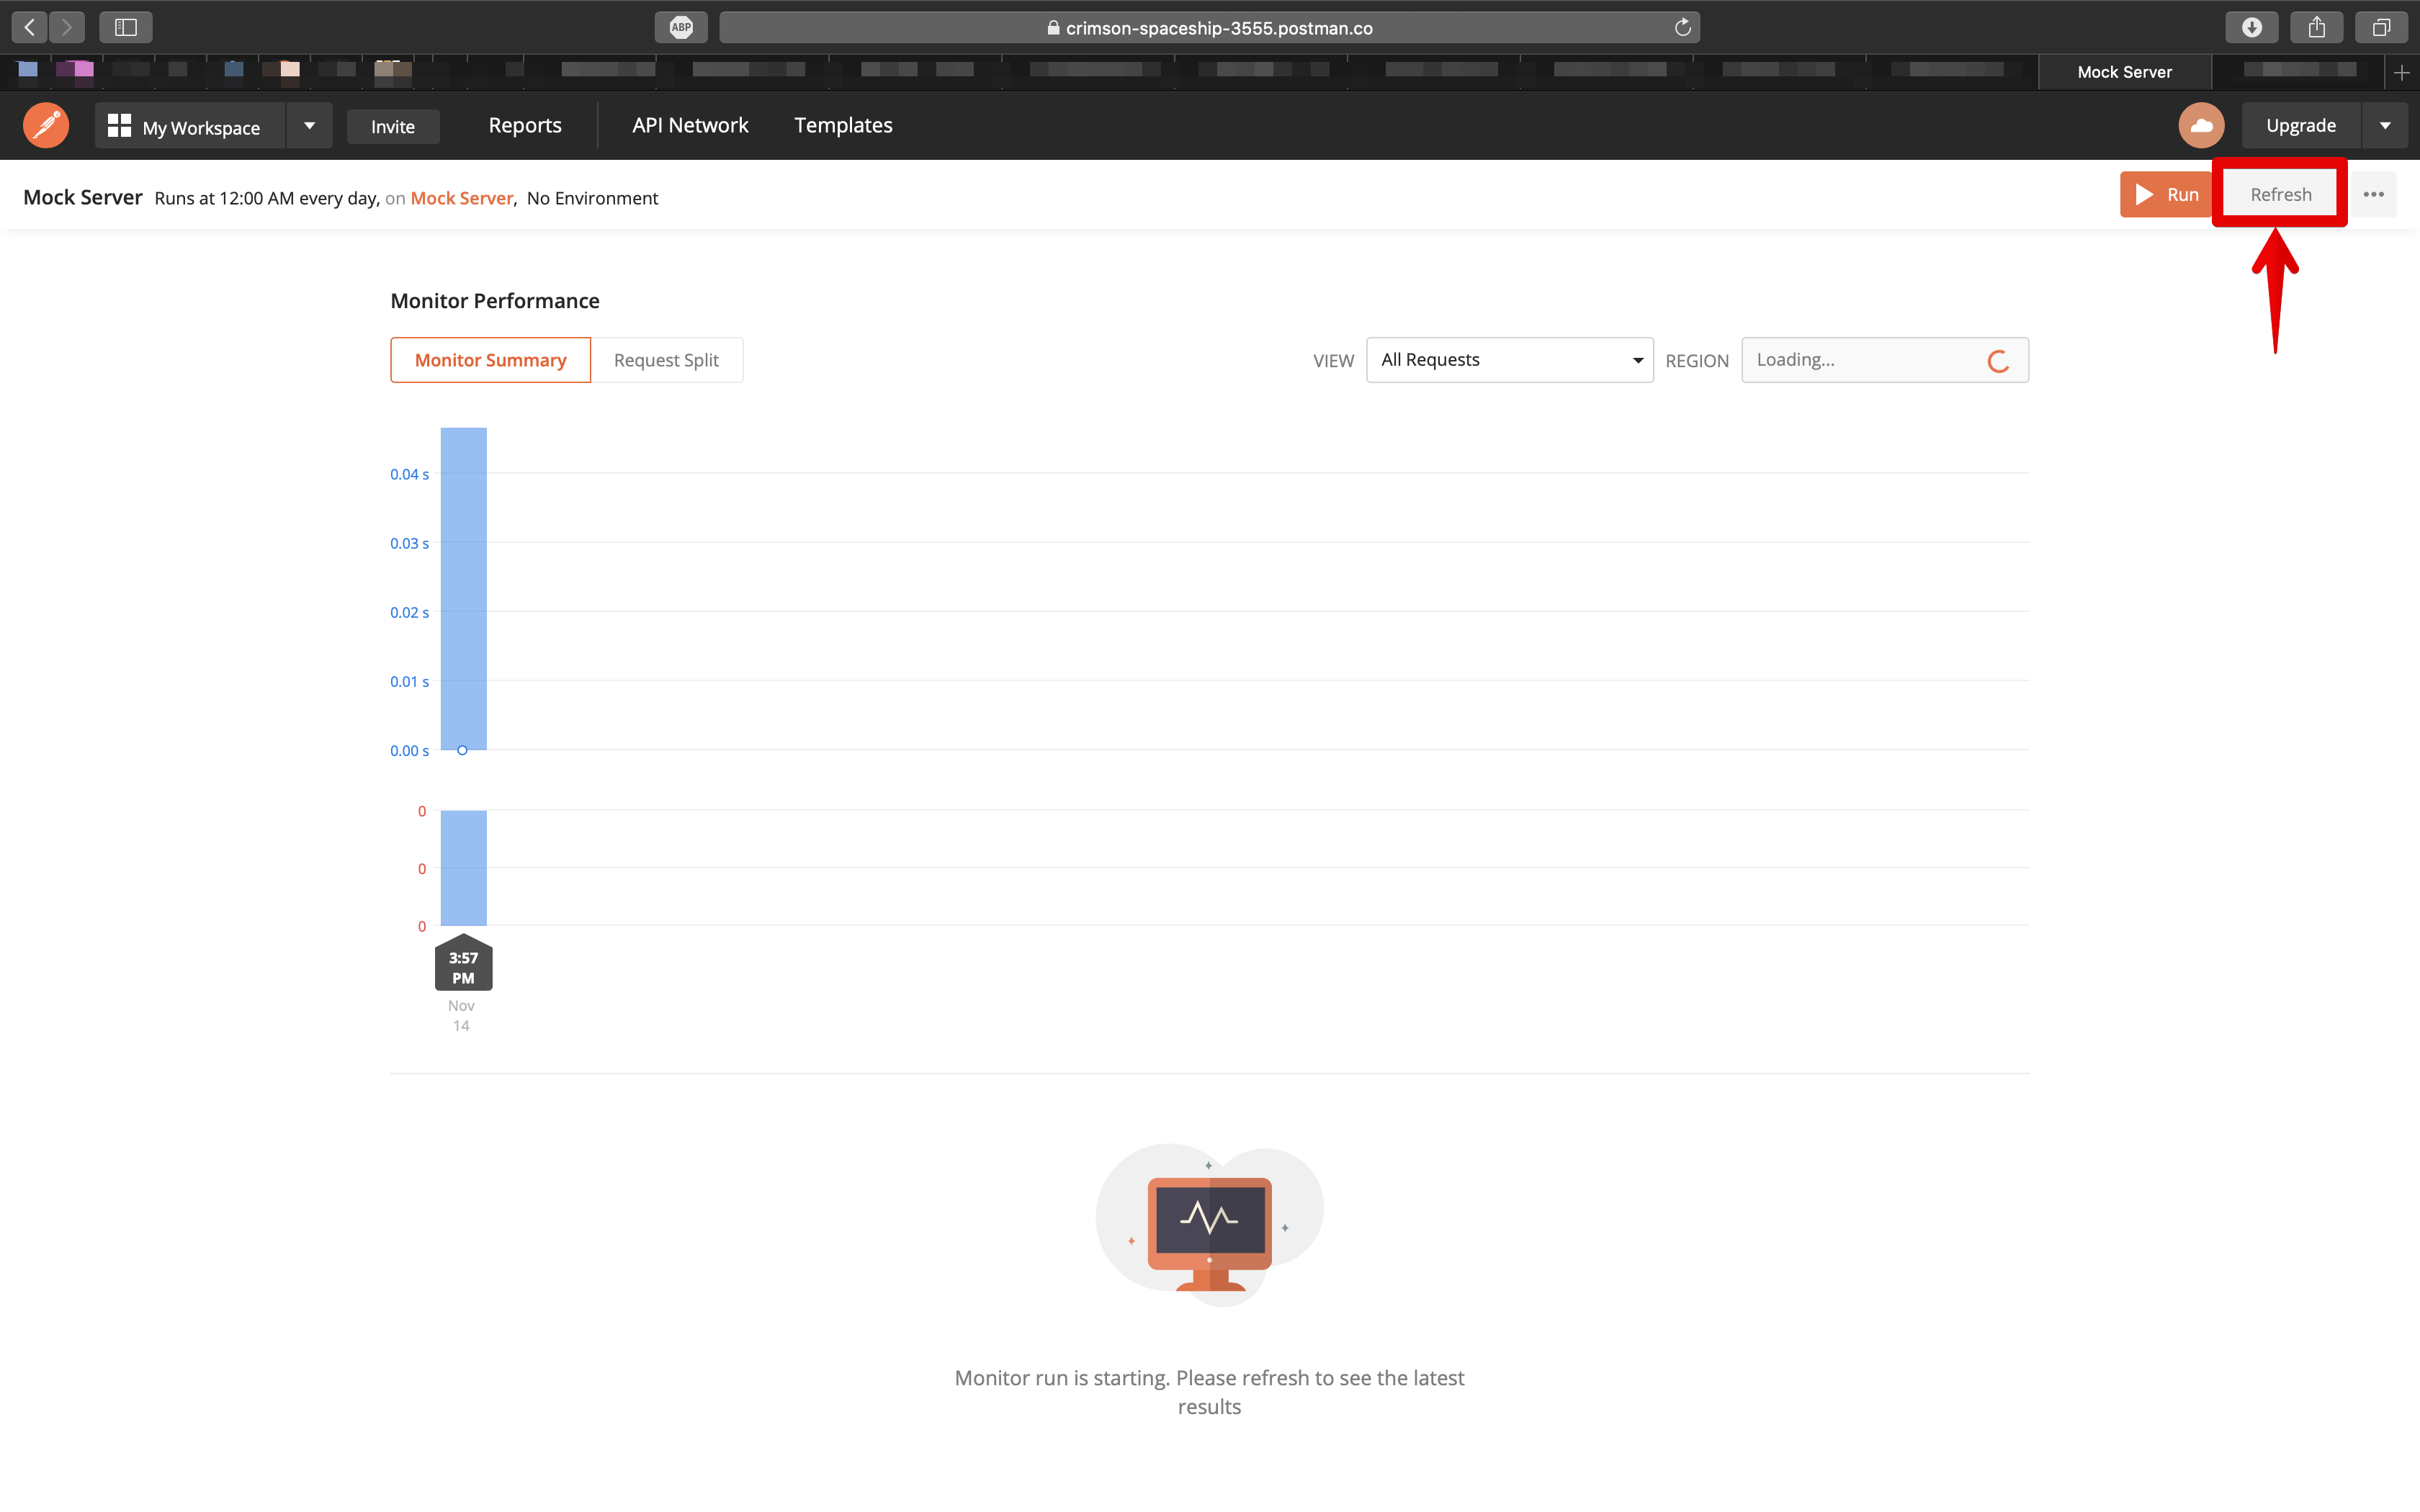 ABP
crimson-spaceship-3555.postman.co
Mock Server
My Workspace
Invite
Reports
API Network
Templates
Upgrade
Mock Server Runs at 12:00 AM every day, on Mock Server, No Environment
Run
Refresh
Monitor Performance
Monitor Summary
Request Split
VIEW
All Requests
REGION
Loading...
0.04 s
0.03 s
0.02 s
0.01 s
0.00 s
0
0
0
3:57
PM
Nov
14
Monitor run is starting. Please refresh to see the latest
results